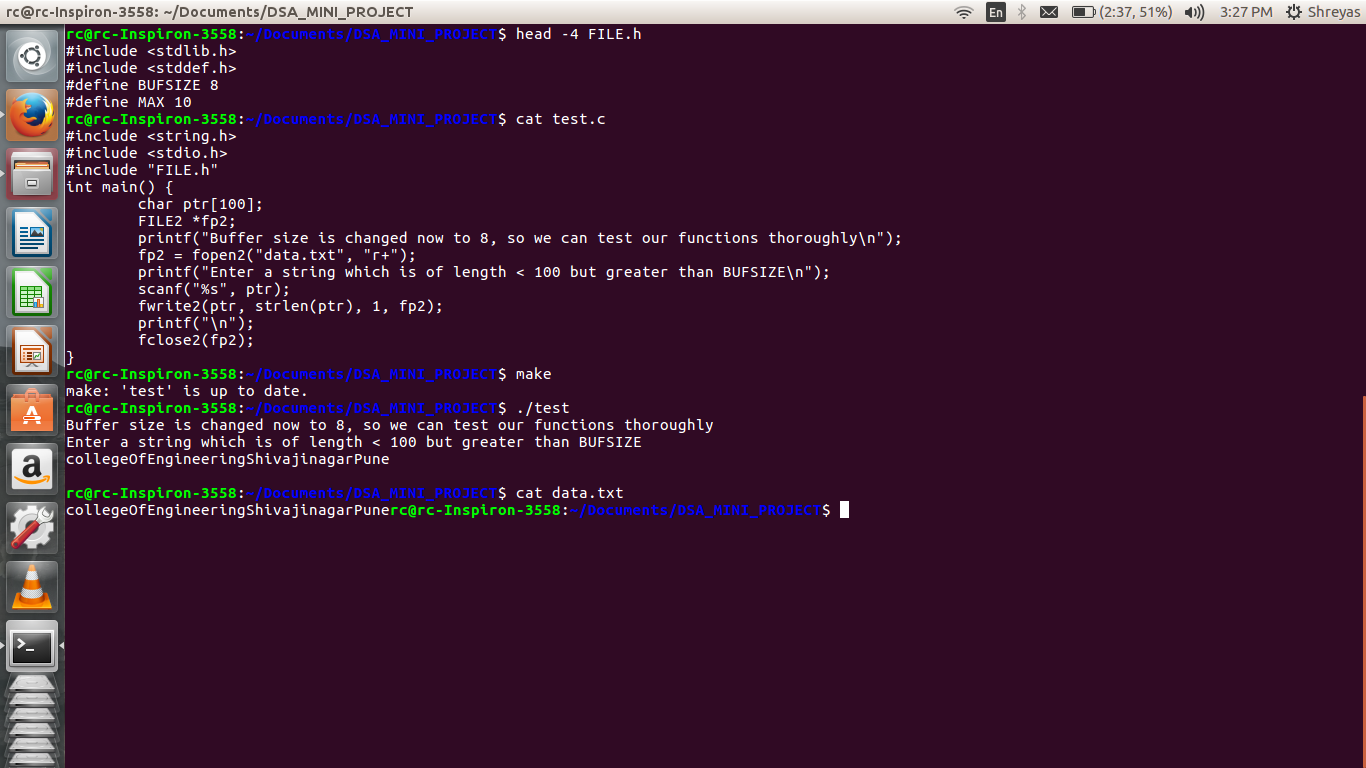 rc@rc-Inspiron-3558: ~/Documents/DSA_MINI_PROJECT En (2:37, 51%) 3:27 PM Shreyas
rc@rc-Inspiron-3558:~/Documents/DSA_MINI_PROJECT$ head -4 FILE.h
#include <stdlib.h>
#include <stddef.h>
#define BUFSIZE 8
#define MAX 10
rc@rc-Inspiron-3558:~/Documents/DSA_MINI_PROJECT$ cat test.c
#include <string.h>
#include <stdio.h>
#include "FILE.h"
int main() {
        char ptr[100];
        FILE2 *fp2;
        printf("Buffer size is changed now to 8, so we can test our functions thoroughly\n");
        fp2 = fopen2("data.txt", "r+");
        printf("Enter a string which is of length < 100 but greater than BUFSIZE\n");
        scanf("%s", ptr);
        fwrite2(ptr, strlen(ptr), 1, fp2);
        printf("\n");
        fclose2(fp2);
}
rc@rc-Inspiron-3558:~/Documents/DSA_MINI_PROJECT$ make
make: 'test' is up to date.
rc@rc-Inspiron-3558:~/Documents/DSA_MINI_PROJECT$ ./test
Buffer size is changed now to 8, so we can test our functions thoroughly
Enter a string which is of length < 100 but greater than BUFSIZE
collegeOfEngineeringShivajinagarPune
rc@rc-Inspiron-3558:~/Documents/DSA_MINI_PROJECT$ cat data.txt
collegeOfEngineeringShivajinagarPunerc@rc-Inspiron-3558:~/Documents/DSA_MINI_PROJECT$